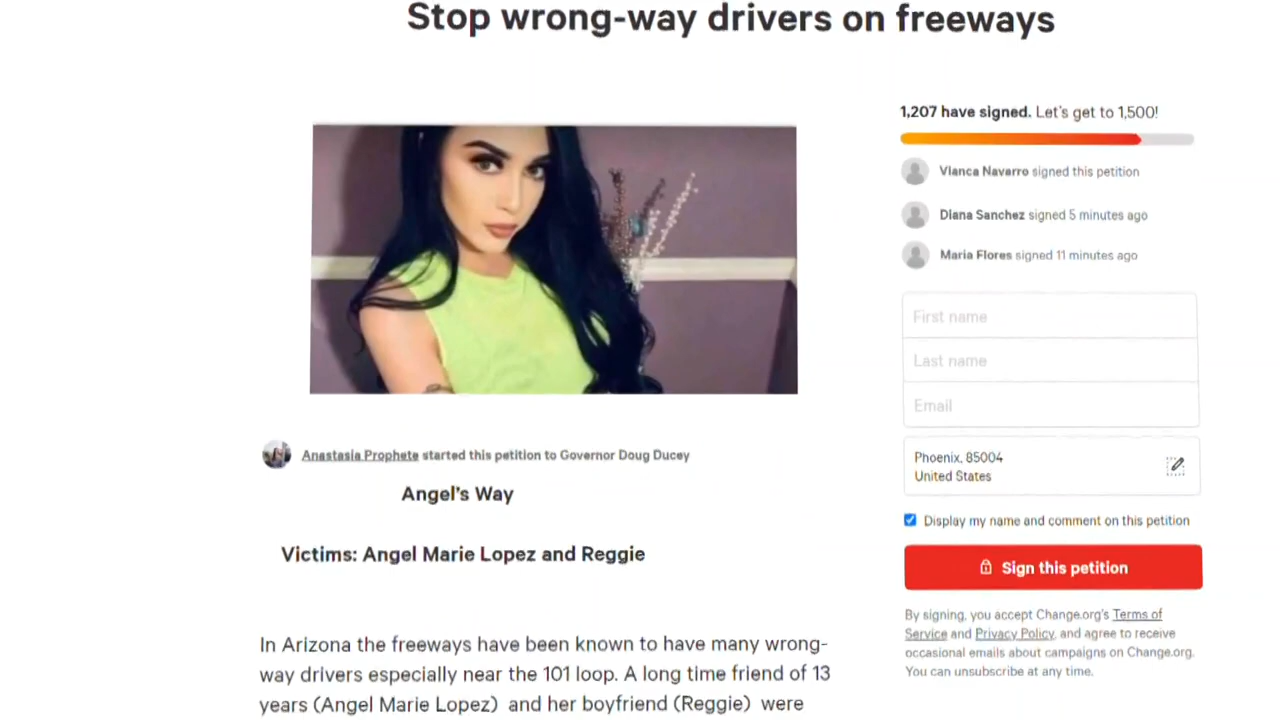 Stop wrong-way drivers on freeways
1,207 have signed. Let's get to 1,500!
Vianca Navarro signed this petition
Diana Sanchez signed 5 minutes ago
Maria Flores signed 11 minutes ago
First name
Last name
Email
Phoenix, 85004
United States
Display my name and comment on this petition
Sign this petition
By signing, you accept Change.org's Terms of
Service and Privacy Policy, and agree to receive
occasional emails about campaigns on Change.org.
You can unsubscribe at any time.
Anastasia Prophete started this petition to Governor Doug Ducey
Angel's Way
Victims: Angel Marie Lopez and Reggie
In Arizona the freeways have been known to have many wrong-
way drivers especially near the 101 loop. A long time friend of 13
years (Angel Marie Lopez) and her boyfriend (Reggie) were